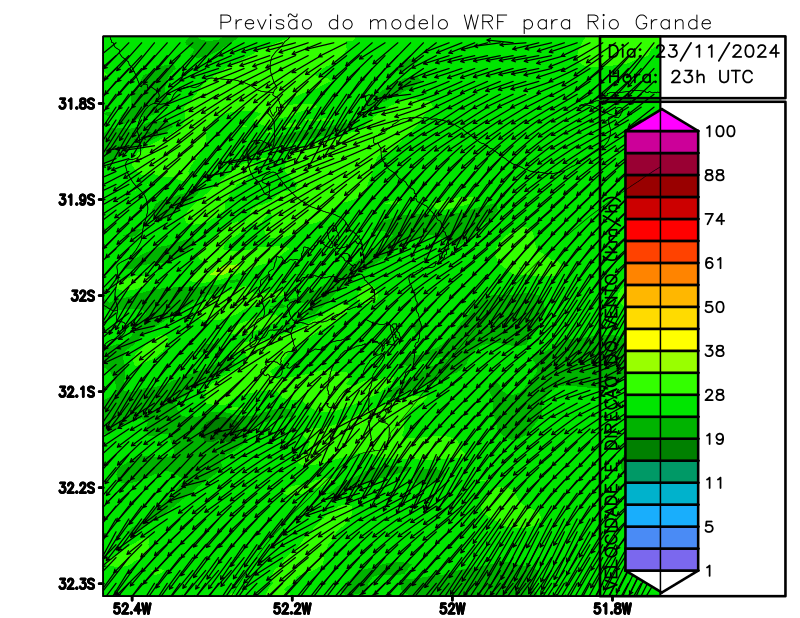 Previsão do modelo WRF para Rio Grande
Dia: 23/11/2024
Hora: 23h UTC
31.8S
31.9S
32S
32.1S
32.2S
32.3S
52.4W
52.2W
52W
51.8W
100
88
74
61
50
38
28
19
11
5
1
VELOCIDADE E DIREÇÃO DO VENTO